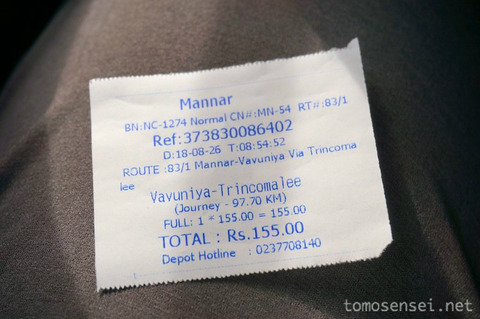 Mannar
BN:NC-1274 Normal CN#:MN-54 RT#:83/1
Ref:373830086402
D:18-08-26 T:08:54:52
ROUTE :83/1 Mannar-Vavuniya Via Trincoma
lee
Vavuniya-Trincomalee
(Journey - 97.70 KM)
FULL: 1 * 155.00 = 155.00
TOTAL : Rs.155.00
Depot Hotline : 0237708140
tomosensei.net